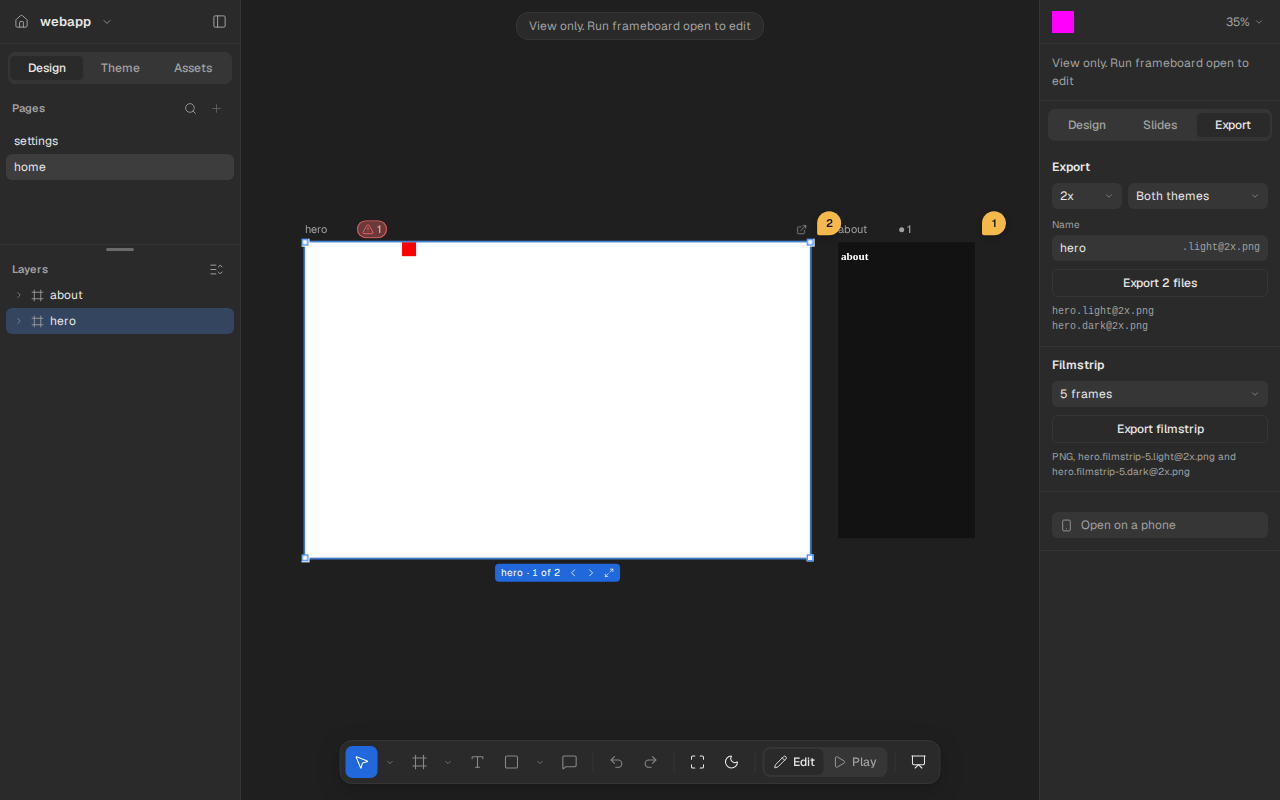 webapp
View only. Run frameboard open to edit
35%
View only. Run frameboard open to
edit
Design Theme Assets
Design Slides Export
Pages
settings
home
Layers
about
hero
hero 1
2
about 1
1
about
hero - 1 of 2
Export
2x Both themes
Name
hero .light@2x.png
Export 2 files
hero.light@2x.png
hero.dark@2x.png
Filmstrip
5 frames
Export filmstrip
PNG, hero.filmstrip-5.light@2x.png and
hero.filmstrip-5.dark@2x.png
Open on a phone
Edit Play